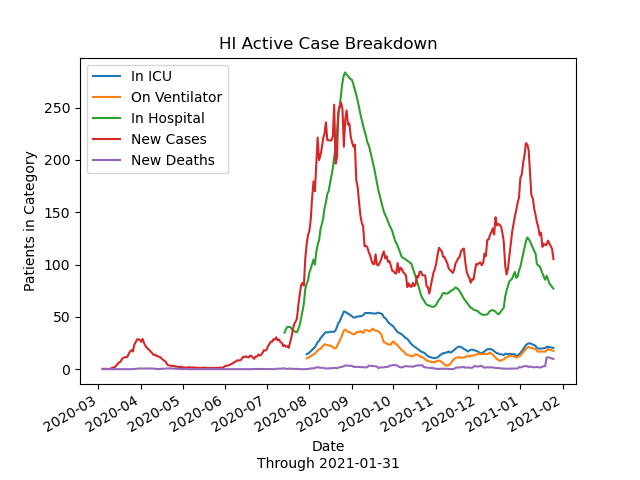 HI Active Case Breakdown
In ICU
On Ventilator
In Hospital
New Cases
New Deaths
Patients in Category
250
200
150
100
50
0
2020-03
2020-04
2020-05
2020-06
2020-07
2020-08
2020-09
2020-10
2020-11
2020-12
2021-01
2021-02
Date
Through 2021-01-31